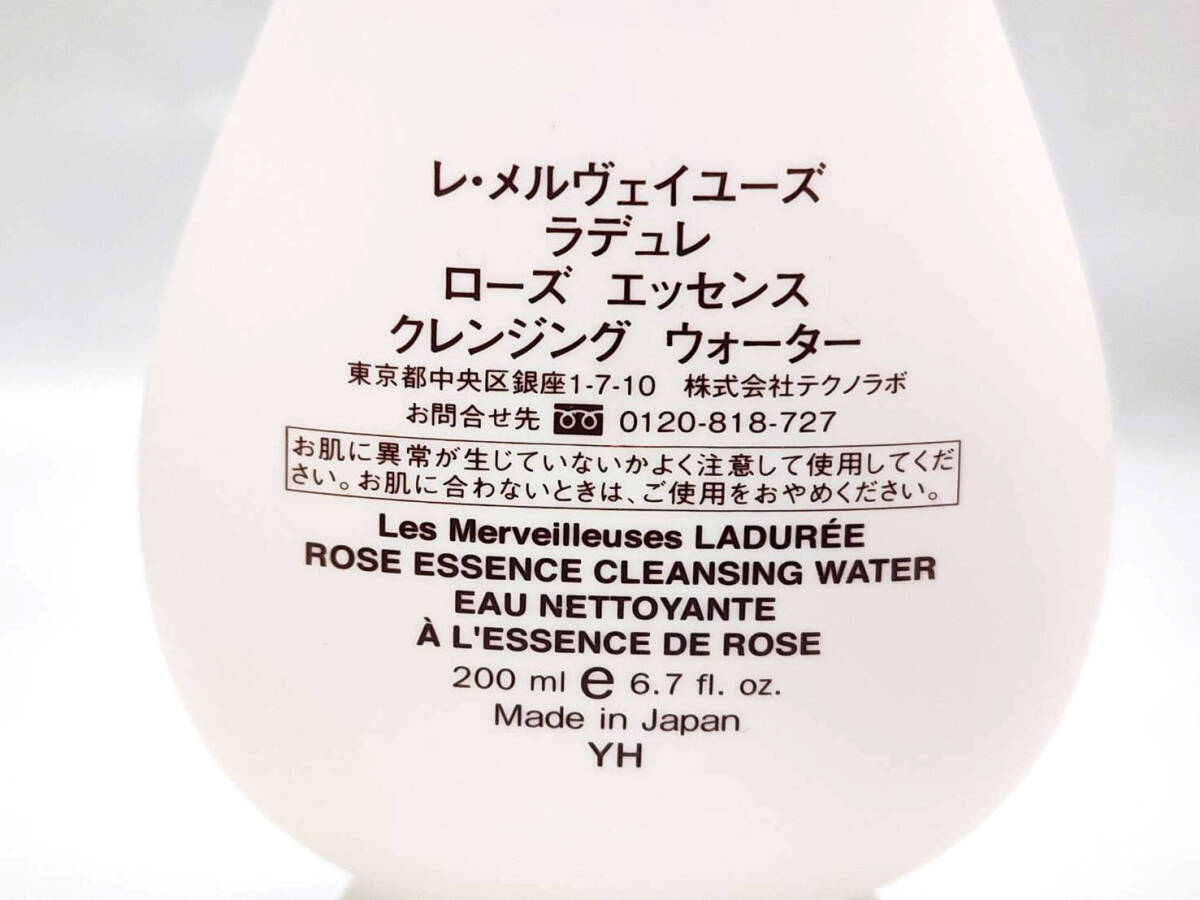 レ・メルヴェイユーズ
ラデュレ
ローズ エッセンス
クレンジング ウォーター
東京都中央区銀座1-7-10 株式会社テクノラボ
お問合せ先 0120-818-727
お肌に異常が生じていないかよく注意して使用してくだ
さい。お肌に合わないときは、ご使用をおやめください。
Les Merveilleuses LADURÉE
ROSE ESSENCE CLEANSING WATER
EAU NETTOYANTE
À L'ESSENCE DE ROSE
200 ml e 6.7 fl. oz.
Made in Japan
YH